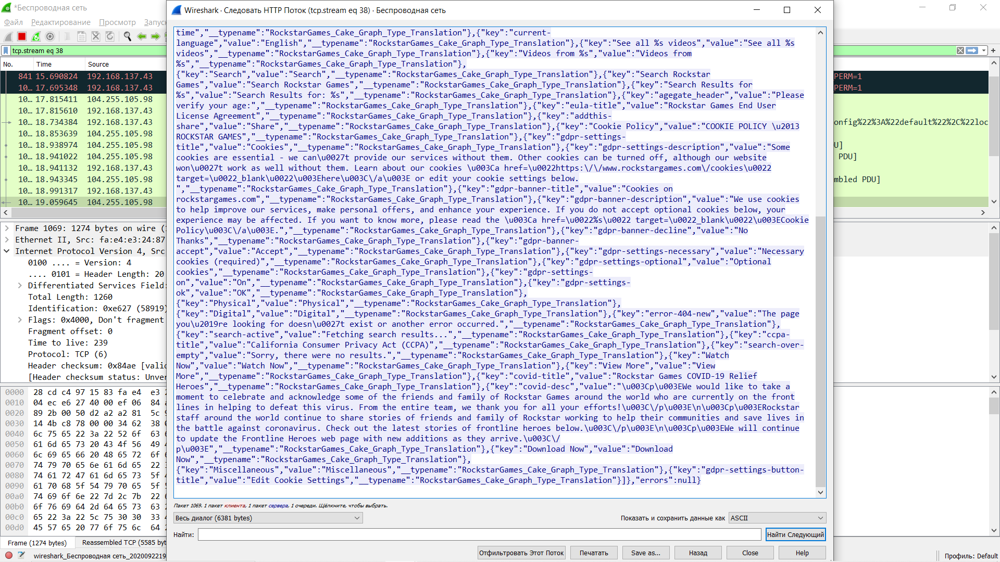 *Беспроводная сеть
Файл Редактирование Просмотр Запус
tcp.stream eq 38
No. Time Source
841 15.690824 192.168.137.43
10… 17.695348 192.168.137.43
10… 17.815411 104.255.105.98
10… 17.815610 192.168.137.43
10… 18.734384 192.168.137.43
10… 18.853639 104.255.105.98
10… 18.938974 104.255.105.98
10… 18.941022 104.255.105.98
10… 18.941132 192.168.137.43
10… 18.943345 104.255.105.98
10… 18.991317 192.168.137.43
10… 19.059645 104.255.105.98
Frame 1069: 1274 bytes on wire (
Ethernet II, Src: fa:e4:e3:24:87
Internet Protocol Version 4, Src
0100 .... = Version: 4
.... 0101 = Header Length: 20
Differentiated Services Field:
Total Length: 1260
Identification: 0xe627 (58919)
Flags: 0x4000, Don't fragment
Fragment offset: 0
Time to live: 239
Protocol: TCP (6)
Header checksum: 0x84ae [valid
[Header checksum status: Unver
0000 28 cd c4 97 15 83 fa e4 e3
0010 04 ec e6 27 40 00 ef 06 84
0020 89 2b 00 50 d2 a2 a2 81 5c
0030 14 4b c8 78 00 00 34 62 38
0040 6c 75 65 22 3a 22 52 6f 63
0050 61 6d 65 73 20 43 4f 56 49
0060 6c 69 65 66 20 48 65 72 6f
0070 74 79 70 65 6e 61 6d 65 22
0080 74 61 72 47 61 6d 65 73 5f
0090 61 70 68 5f 54 79 70 65 5f
00a0 74 69 6f 6e 22 7d 2c 7b 22
00b0 6f 76 69 64 2d 64 65 73 63
00c0 65 22 3a 22 5c 75 30 30 33
00d0 45 57 65 20 77 6f 75 6c 64
Frame (1274 bytes) Reassembled TCP (5585 byt
wireshark_Беспроводная сеть_2020092219
Wireshark · Следовать HTTP Поток (tcp.stream eq 38) · Беспроводная сеть
time","__typename":"RockstarGames_Cake_Graph_Type_Translation"},{"key":"current-
language","value":"English","__typename":"RockstarGames_Cake_Graph_Type_Translation"},{"key":"See all %s videos","value":"See all %s
videos","__typename":"RockstarGames_Cake_Graph_Type_Translation"},{"key":"Videos from %s","value":"Videos from
%s","__typename":"RockstarGames_Cake_Graph_Type_Translation"},
{"key":"Search","value":"Search","__typename":"RockstarGames_Cake_Graph_Type_Translation"},{"key":"Search Rockstar
Games","value":"Search Rockstar Games","__typename":"RockstarGames_Cake_Graph_Type_Translation"},{"key":"Search Results for
%s","value":"Search Results for: %s","__typename":"RockstarGames_Cake_Graph_Type_Translation"},{"key":"agegate_header","value":"Please
verify your age:","__typename":"RockstarGames_Cake_Graph_Type_Translation"},{"key":"eula-title","value":"Rockstar Games End User
License Agreement","__typename":"RockstarGames_Cake_Graph_Type_Translation"},{"key":"addthis-
share","value":"Share","__typename":"RockstarGames_Cake_Graph_Type_Translation"},{"key":"Cookie Policy","value":"COOKIE POLICY \u2013
ROCKSTAR GAMES","__typename":"RockstarGames_Cake_Graph_Type_Translation"},{"key":"gdpr-settings-
title","value":"Cookies","__typename":"RockstarGames_Cake_Graph_Type_Translation"},{"key":"gdpr-settings-description","value":"Some
cookies are essential - we can\u0027t provide our services without them. Other cookies can be turned off, although our website
won\u0027t work as well without them. Learn about our cookies \u003Ca href=\u0022https:\/\/www.rockstargames.com\/cookies\u0022
target=\u0022_blank\u0022\u003Ehere\u003C\/a\u003E or edit your cookie settings below.
","__typename":"RockstarGames_Cake_Graph_Type_Translation"},{"key":"gdpr-banner-title","value":"Cookies on
rockstargames.com","__typename":"RockstarGames_Cake_Graph_Type_Translation"},{"key":"gdpr-banner-description","value":"We use cookies
to help improve our services, make personal offers, and enhance your experience. If you do not accept optional cookies below, your
experience may be affected. If you want to know more, please read the \u003Ca href=\u0022%s\u0022 target=\u0022_blank\u0022\u003ECookie
Policy\u003C\/a\u003E.","__typename":"RockstarGames_Cake_Graph_Type_Translation"},{"key":"gdpr-banner-decline","value":"No
Thanks","__typename":"RockstarGames_Cake_Graph_Type_Translation"},{"key":"gdpr-banner-
accept","value":"Accept","__typename":"RockstarGames_Cake_Graph_Type_Translation"},{"key":"gdpr-settings-necessary","value":"Necessary
cookies (required)","__typename":"RockstarGames_Cake_Graph_Type_Translation"},{"key":"gdpr-settings-optional","value":"Optional
cookies","__typename":"RockstarGames_Cake_Graph_Type_Translation"},{"key":"gdpr-settings-
on","value":"On","__typename":"RockstarGames_Cake_Graph_Type_Translation"},{"key":"gdpr-settings-
ok","value":"OK","__typename":"RockstarGames_Cake_Graph_Type_Translation"},
{"key":"Physical","value":"Physical","__typename":"RockstarGames_Cake_Graph_Type_Translation"},
{"key":"Digital","value":"Digital","__typename":"RockstarGames_Cake_Graph_Type_Translation"},{"key":"error-404-new","value":"The page
you\u2019re looking for doesn\u0027t exist or another error occurred.","__typename":"RockstarGames_Cake_Graph_Type_Translation"},
{"key":"search-active","value":"Fetching search results...","__typename":"RockstarGames_Cake_Graph_Type_Translation"},{"key":"ccpa-
title","value":"California Consumer Privacy Act (CCPA)","__typename":"RockstarGames_Cake_Graph_Type_Translation"},{"key":"search-over-
empty","value":"Sorry, there were no results.","__typename":"RockstarGames_Cake_Graph_Type_Translation"},{"key":"Watch
Now","value":"Watch Now","__typename":"RockstarGames_Cake_Graph_Type_Translation"},{"key":"View More","value":"View
More","__typename":"RockstarGames_Cake_Graph_Type_Translation"},{"key":"covid-title","value":"Rockstar Games COVID-19 Relief
Heroes","__typename":"RockstarGames_Cake_Graph_Type_Translation"},{"key":"covid-desc","value":"\u003Cp\u003EWe would like to take a
moment to celebrate and acknowledge some of the friends and family of Rockstar Games around the world who are currently on the front
lines in helping to defeat this virus. From the entire team, we thank you for all your efforts!\u003C\/p\u003E\n\u003Cp\u003ERockstar
staff around the world continue to share stories of friends and family of Rockstar working to help their communities and save lives in
the battle against coronavirus. Check out the latest stories of frontline heroes below.\u003C\/p\u003E\n\u003Cp\u003EWe will continue
to update the Frontline Heroes web page with new additions as they arrive.\u003C\/
p\u003E","__typename":"RockstarGames_Cake_Graph_Type_Translation"},{"key":"Download Now","value":"Download
Now","__typename":"RockstarGames_Cake_Graph_Type_Translation"},
{"key":"Miscellaneous","value":"Miscellaneous","__typename":"RockstarGames_Cake_Graph_Type_Translation"},{"key":"gdpr-settings-button-
title","value":"Edit Cookie Settings","__typename":"RockstarGames_Cake_Graph_Type_Translation"}]},"errors":null}
Пакет 1069. 1 пакет клиента, 1 пакет сервера, 1 очереди. Щёлкните, чтобы выбрать.
Весь диалог (6381 bytes) Показать и сохранить данные как ASCII
Найти: Найти Следующий
Отфильтровать Этот Поток Печатать Save as... Назад Close Help
PERM=1
PERM=1
onfig%22%3A%22default%22%2C%22loc
U]
PDU]
mbled PDU]
Профиль: Default